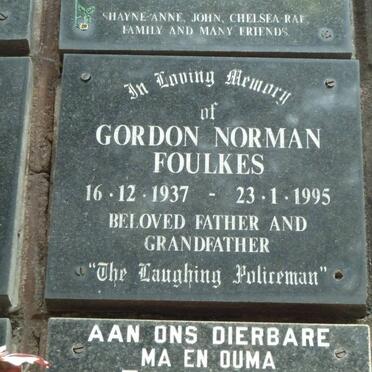 SHAYNE-ANNE, JOHN, CHELSEA-RAE,
FAMILY AND MANY FRIENDS.
In Loving Memory
of
GORDON NORMAN
FOULKES
16·12·1937 - 23·1·1995
BELOVED FATHER AND
GRANDFATHER
"The Laughing Policeman"
AAN ONS DIERBARE
MA EN OUMA